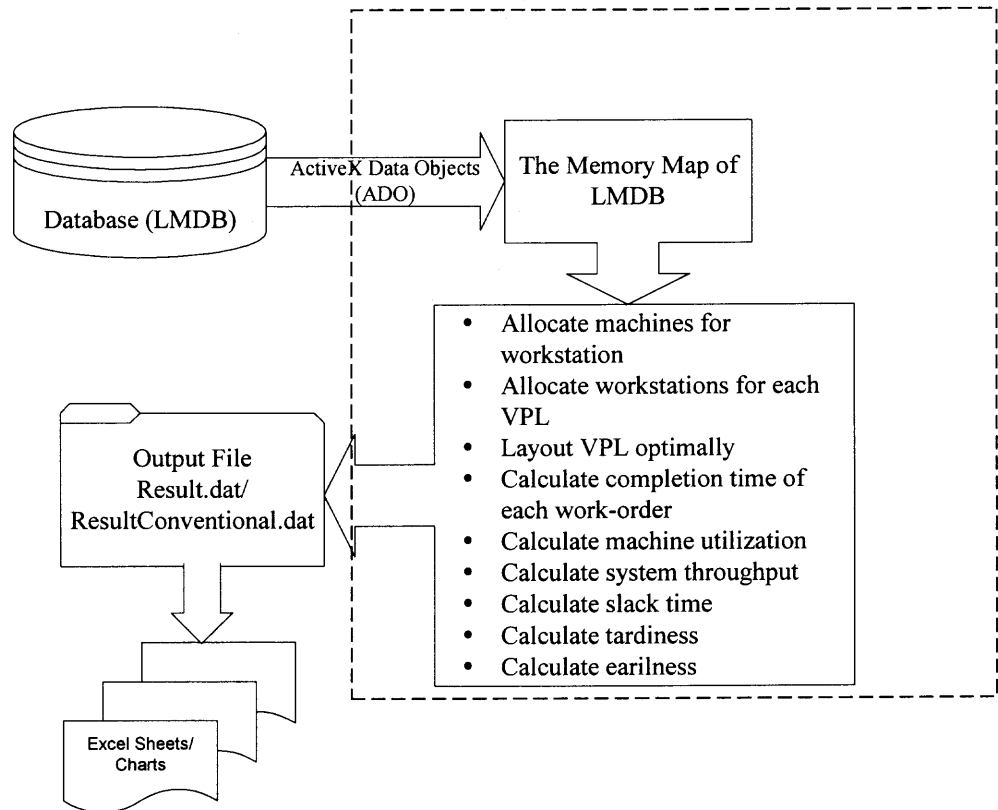 Database (LMDB)
ActiveX Data Objects
(ADO)
The Memory Map of
LMDB
• Allocate machines for
workstation
• Allocate workstations for each
VPL
• Layout VPL optimally
• Calculate completion time of
each work-order
• Calculate machine utilization
• Calculate system throughput
• Calculate slack time
• Calculate tardiness
• Calculate earilness
Output File
Result.dat/
ResultConventional.dat
Excel Sheets/
Charts